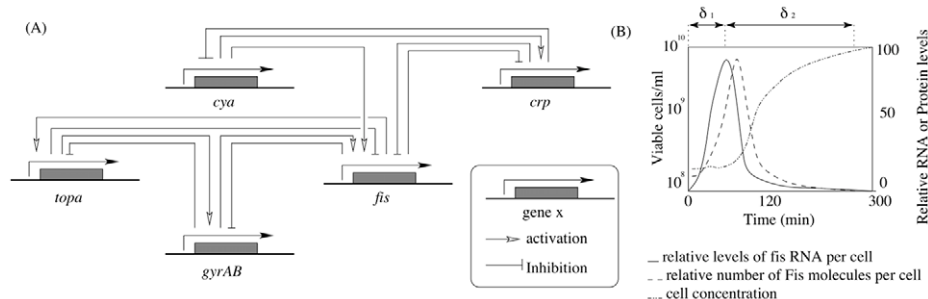 (A)
cya
crp
topa
fis
gyrAB
gene x
activation
Inhibition
(B)
δ 1
δ 2
10^10
10^9
10^8
Viable cells/ml
100
50
0
Relative RNA or Protein levels
0
120
300
Time (min)
relative levels of fis RNA per cell
relative number of Fis molecules per cell
cell concentration